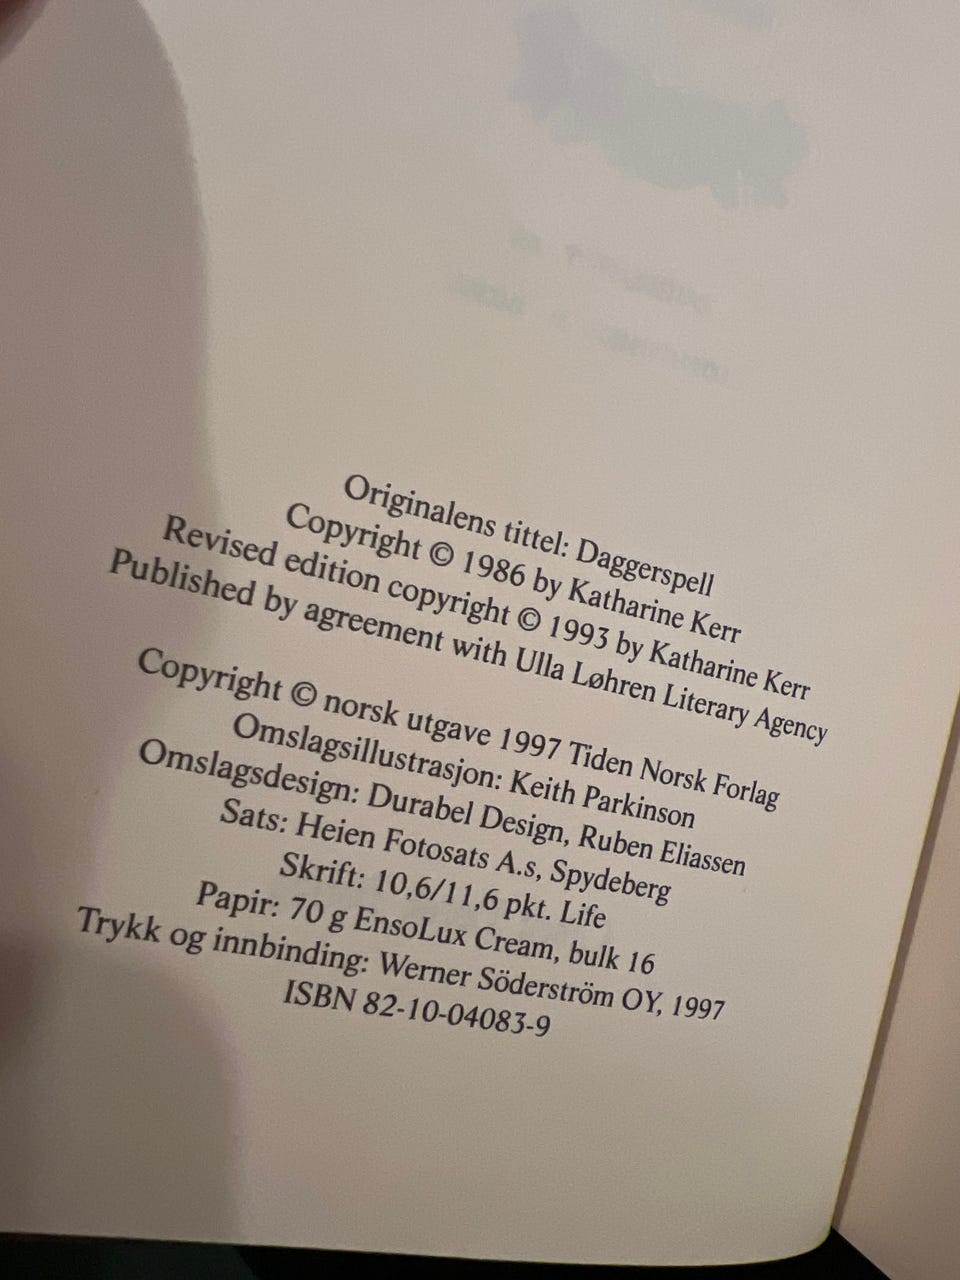 Originalens tittel: Daggerspell
Copyright © 1986 by Katharine Kerr
Revised edition copyright © 1993 by Katharine Kerr
Published by agreement with Ulla Løhren Literary Agency
Copyright © norsk utgave 1997 Tiden Norsk Forlag
Omslagsillustrasjon: Keith Parkinson
Omslagsdesign: Durabel Design, Ruben Eliassen
Sats: Heien Fotosats A.s, Spydeberg
Skrift: 10,6/11,6 pkt. Life
Papir: 70 g EnsoLux Cream, bulk 16
Trykk og innbinding: Werner Söderström OY, 1997
ISBN 82-10-04083-9